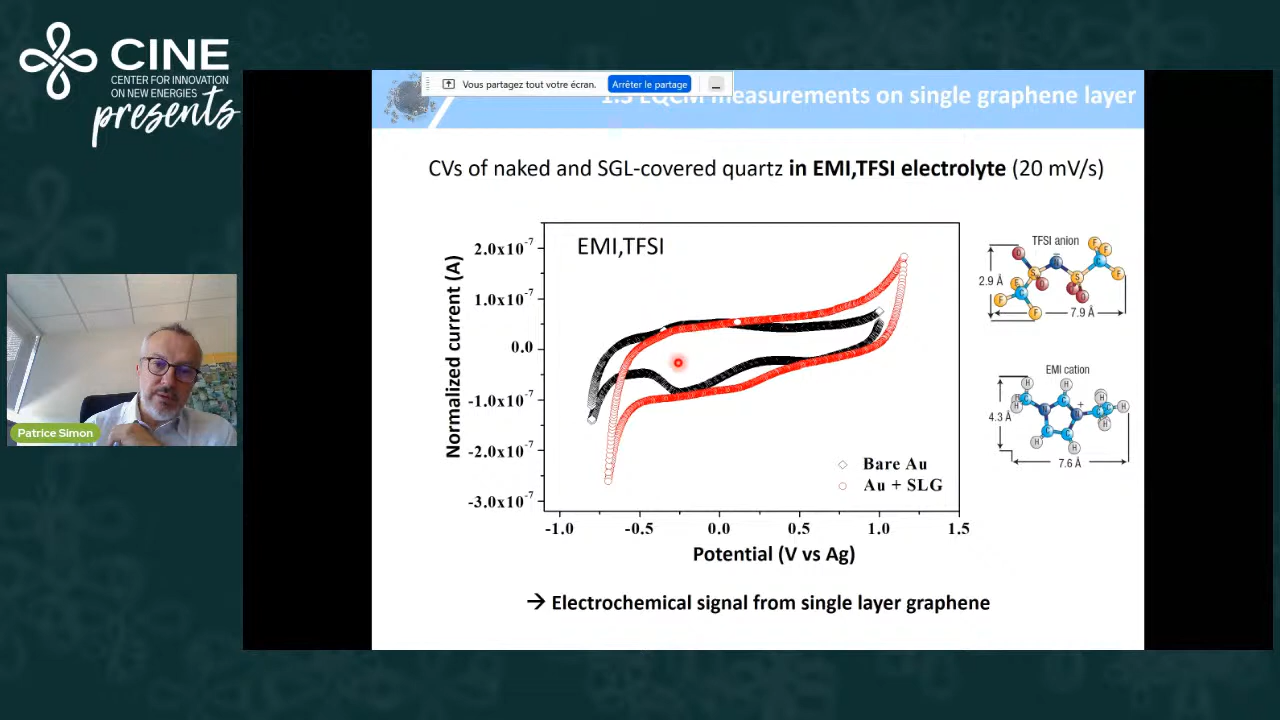 CINE
CENTER FOR INNOVATION
ON NEW ENERGIES
presents
Vous partagez tout votre écran.
Arrêter le partage
1.3 EQCM measurements on single graphene layer
CVs of naked and SGL-covered quartz in EMI,TFSI electrolyte (20 mV/s)
EMI,TFSI
Normalized current (A)
2.0x10⁻⁷
1.0x10⁻⁷
0.0
-1.0x10⁻⁷
-2.0x10⁻⁷
-3.0x10⁻⁷
-1.0 -0.5 0.0 0.5 1.0 1.5
Potential (V vs Ag)
Bare Au
Au + SLG
TFSI anion
2.9 Å
7.9 Å
EMI cation
4.3 Å
7.6 Å
→ Electrochemical signal from single layer graphene
Patrice Simon